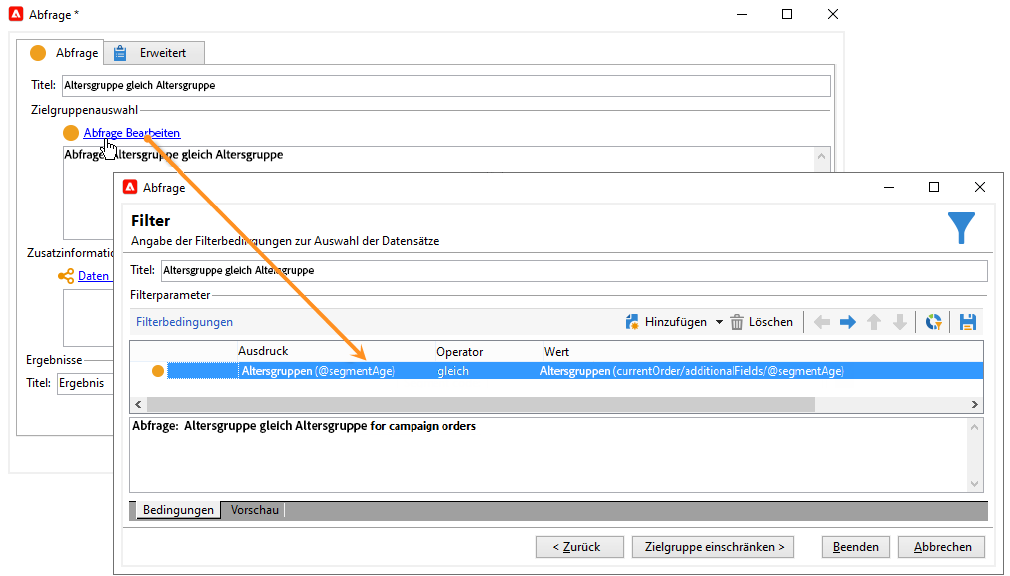 Abfrage *
Abfrage Erweitert
Titel: Altersgruppe gleich Altersgruppe
Zielgruppenauswahl
Abfrage Bearbeiten
Abfrage Altersgruppe gleich Altersgruppe
Abfrage
Filter
Angabe der Filterbedingungen zur Auswahl der Datensätze
Zusatzinformatio
Titel: Altersgruppe gleich Altersgruppe
Daten
Filterparameter
Filterbedingungen Hinzufügen Löschen
Ausdruck Operator Wert
Ergebnisse
Altersgruppen (@segmentAge) gleich Altersgruppen (currentOrder/additionalFields/@segmentAge)
Titel: Ergebnis
Abfrage: Altersgruppe gleich Altersgruppe for campaign orders
Bedingungen Vorschau
< Zurück Zielgruppe einschränken > Beenden Abbrechen